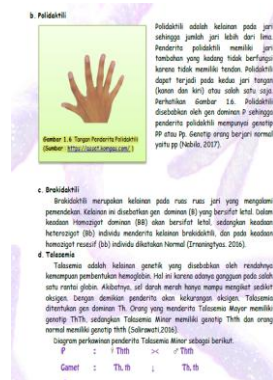 b. Polidaktili
Polidaktili adalah kelainan pada jari
sehingga jumlah jari lebih dari lima.
Penderita polidaktili memiliki jari
tambahan yang kadang tidak berfungsi
karena tidak memiliki tendon. Polidaktili
dapat terjadi pada kedua jari tangan
(kanan dan kiri) atau salah satu saja.
Perhatikan Gambar 1.6 Polidaktili
disebabkan oleh gen dominan P sehingga
penderita polidaktili mempunyai genotip
PP atau Pp. Genotip orang berjari normal
yaitu pp (Nabila, 2017).
Gambar 1.6 Tangan Penderita Polidaktili
(Sumber : https://asset.kompas.com/ )
c. Brakidaktili
Brakidaktili merupakan kelainan pada ruas ruas jari yang mengalami
pemendekan. Kelainan ini disebatkan gen dominan (B) yang bersifat letal. Dalam
keadaan Homozigot dominan (BB) akan bersifat letal, sedangkan keadaan
heterozigot (Bb) individu menderita kelainan brakidaktili, dan pada keadaan
homozigot resesif (bb) individu dikatakan Normal (Irnaningtyas, 2016).
d. Talasemia
Talasemia adalah kelainan genetik yang disebabkan oleh rendahnya
kemampuan pembentukan hemoglobin. Hal ini karena adanya gangguan pada salah
satu rantai globin. Akibatnya, sel darah merah hanya mampu mengikat sedikit
oksigen. Dengan demikian penderita akan kekurangan oksigen. Talasemia
ditentukan gen dominan Th. Orang yang menderita Talasemia Mayor memiliki
genotip ThTh, sedangkan Talasemia Minor memiliki genotip Thth dan orang
normal memiliki genotip thth (Salirawati,2016).
Diagram perkawinan penderita Talasemia Minor sebagai berikut.
P : ♀ Thth >< ♂ Thth
Gamet : Th, th ; Th, th